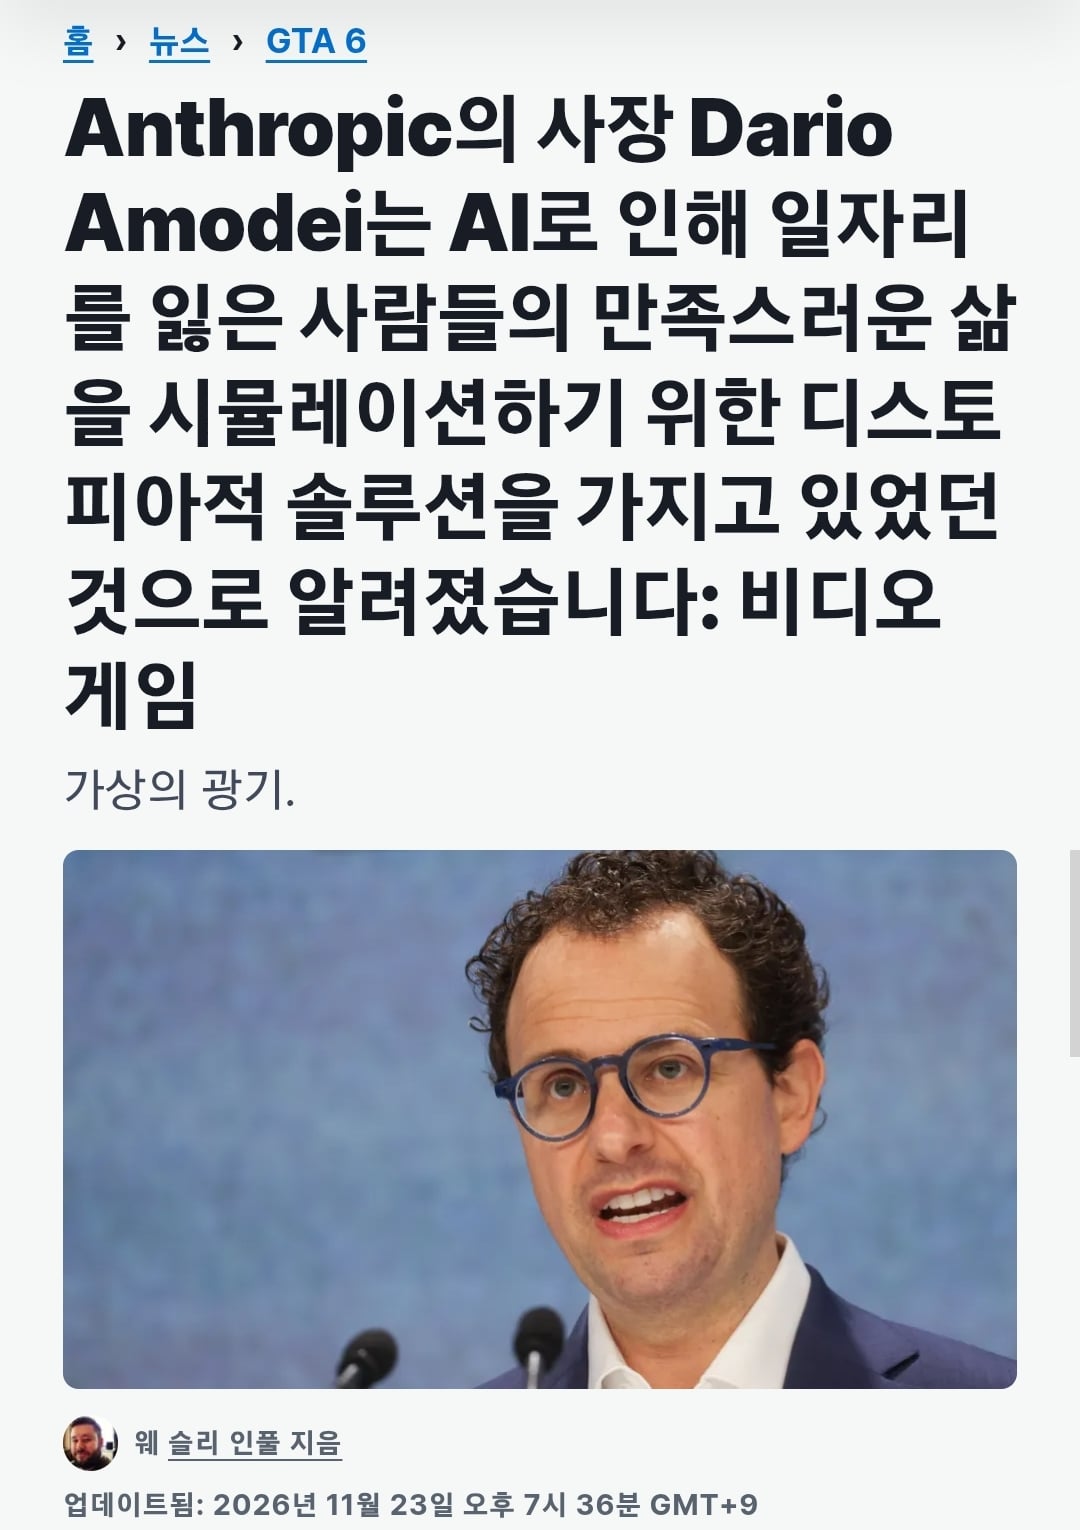 홈 › 뉴스 › GTA 6
Anthropic의 사장 Dario
Amodei는 AI로 인해 일자리
를 잃은 사람들의 만족스러운 삶
을 시뮬레이션하기 위한 디스토
피아적 솔루션을 가지고 있었던
것으로 알려졌습니다: 비디오
게임
가상의 광기.
웨 슬리 인풀 지음
업데이트됨: 2026년 11월 23일 오후 7시 36분 GMT+9